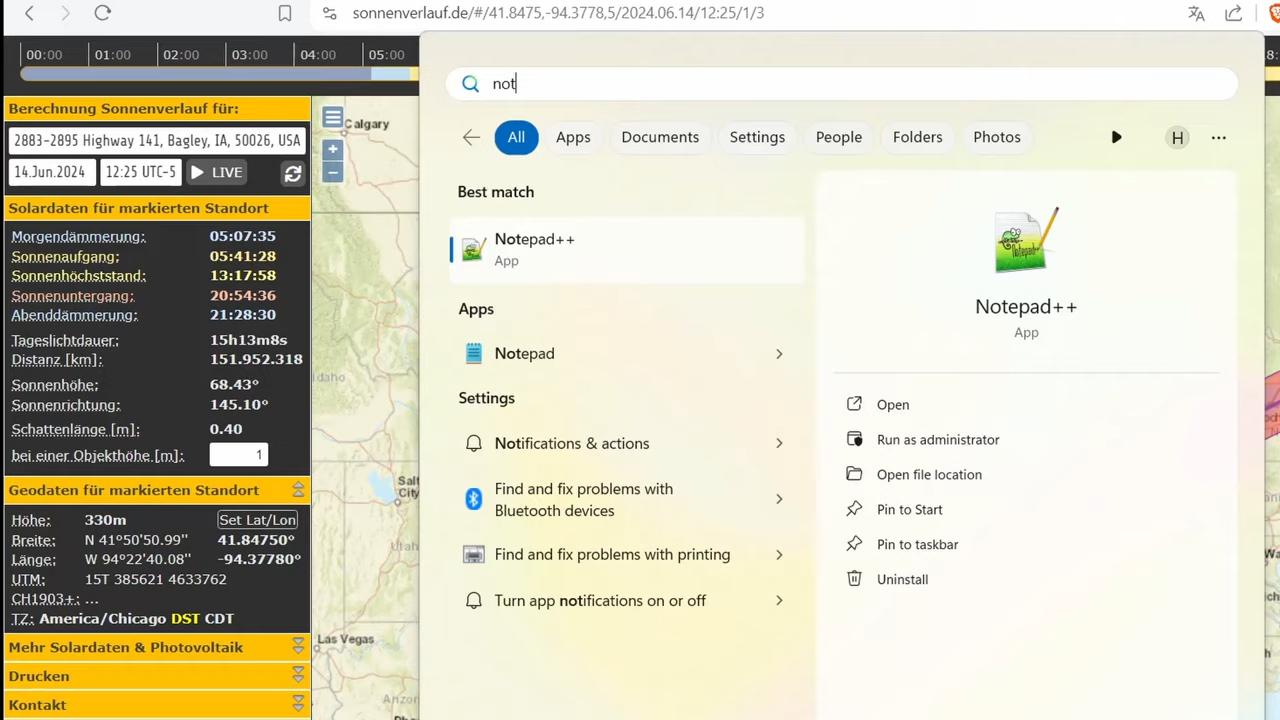 sonnenverlauf.de/#/41.8475,-94.3778,5/2024.06.14/12:25/1/3
00:00 01:00 02:00 03:00 04:00 05:00
Berechnung Sonnenverlauf für:
2883-2895 Highway 141, Bagley, IA, 50026, USA
14.Jun.2024 12:25 UTC-5 LIVE
Solardaten für markierten Standort
Morgendämmerung: 05:07:35
Sonnenaufgang: 05:41:28
Sonnenhöchststand: 13:17:58
Sonnenuntergang: 20:54:36
Abenddämmerung: 21:28:30
Tageslichtdauer: 15h13m8s
Distanz [km]: 151.952.318
Sonnenhöhe: 68.43°
Sonnenrichtung: 145.10°
Schattenlänge [m]: 0.40
bei einer Objekthöhe [m]: 1
Geodaten für markierten Standort
Höhe: 330m Set Lat/Lon
Breite: N 41°50'50.99'' 41.84750°
Länge: W 94°22'40.08'' -94.37780°
UTM: 15T 385621 4633762
CH1903+: ...
TZ: America/Chicago DST CDT
Mehr Solardaten & Photovoltaik
Drucken
Kontakt
+
−
Calgary
Idaho
Salt
City
Utah
Las Vegas
not
All Apps Documents Settings People Folders Photos H ...
Best match
Notepad++
App
Apps
Notepad
Settings
Notifications & actions
Find and fix problems with
Bluetooth devices
Find and fix problems with printing
Turn app notifications on or off
Notepad++
App
Open
Run as administrator
Open file location
Pin to Start
Pin to taskbar
Uninstall